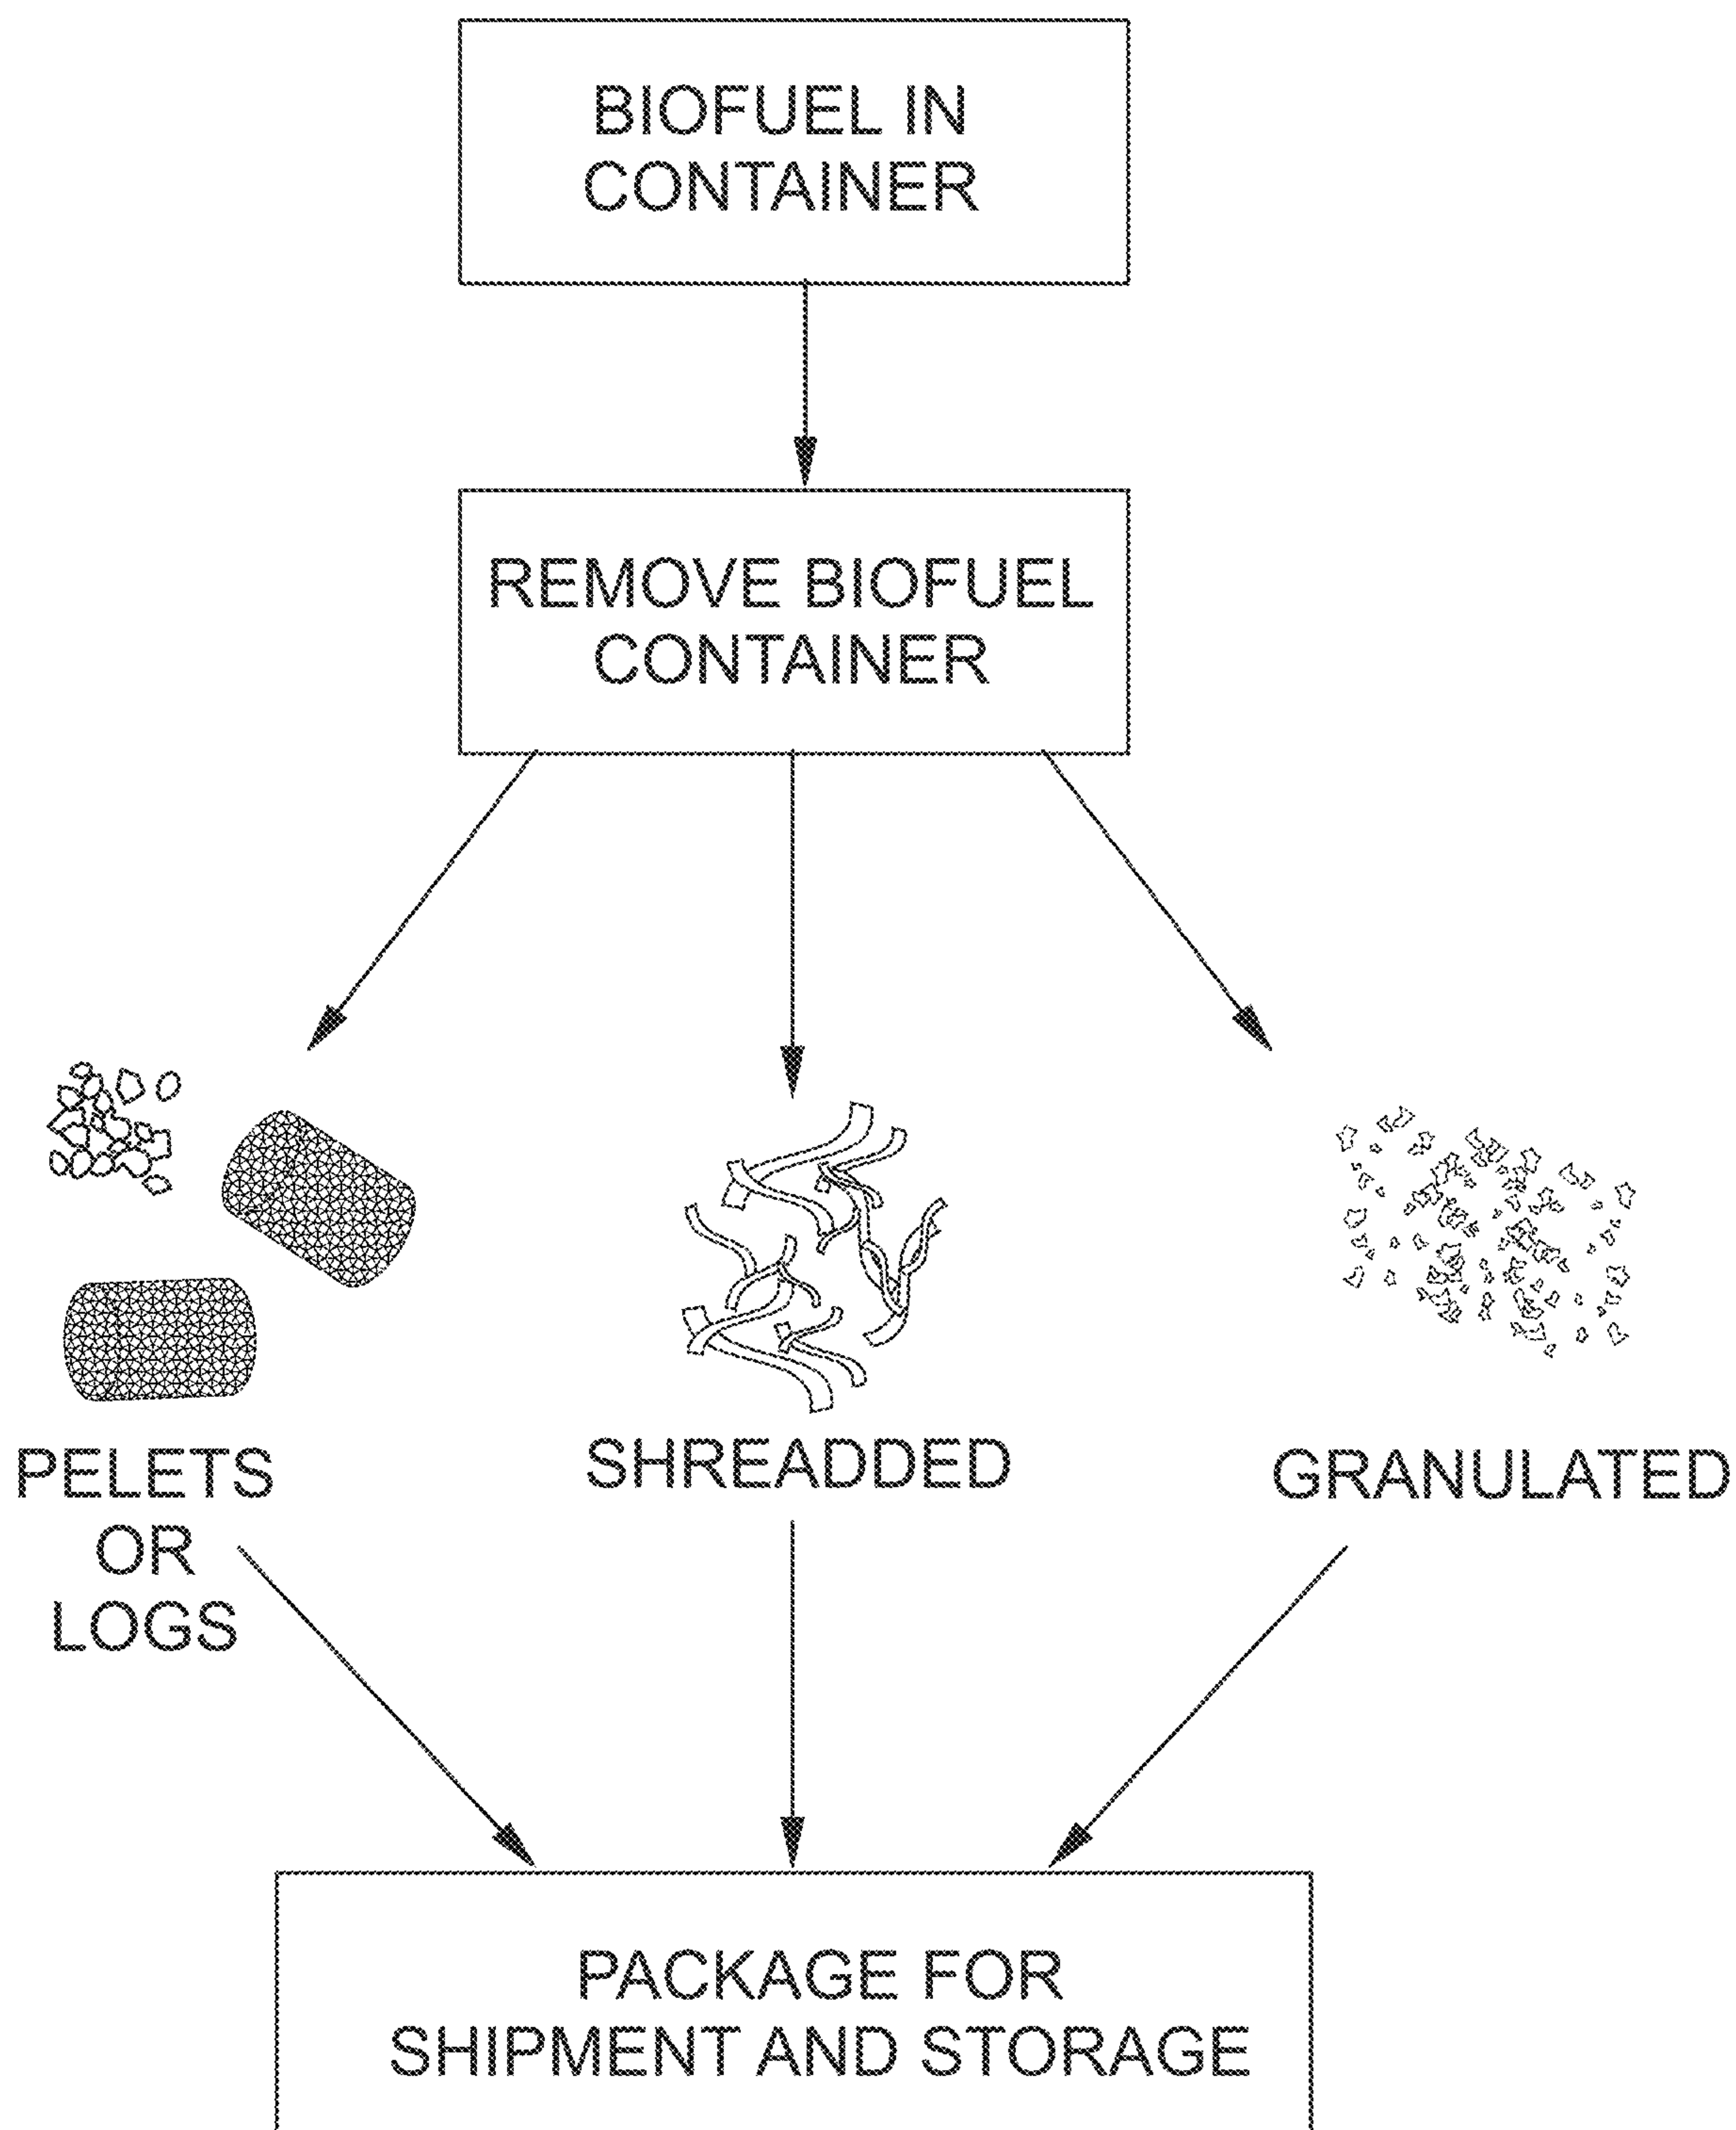 BIOFUEL IN
CONTAINER
REMOVE BIOFUEL
CONTAINER
PELETS
OR
LOGS
SHREADDED
GRANULATED
PACKAGE FOR
SHIPMENT AND STORAGE